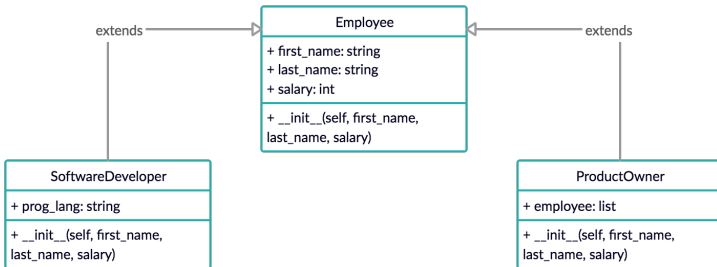 Employee
extends
extends
+ first_name: string
+ last_name: string
+ salary: int
+ __init__(self, first_name,
last_name, salary)
SoftwareDeveloper
+ prog_lang: string
+ __init__(self, first_name,
last_name, salary)
ProductOwner
+ employee: list
+ __init__(self, first_name,
last_name, salary)